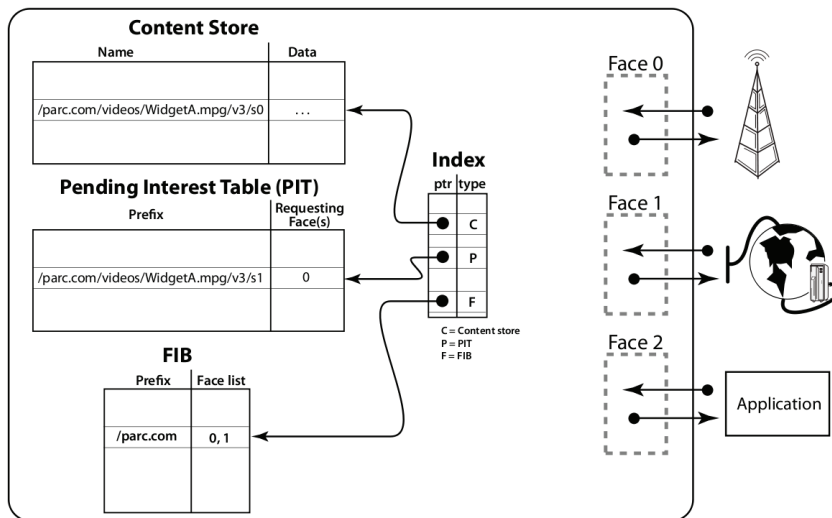 Content Store
Name Data
/parc.com/videos/WidgetA.mpg/v3/s0 ...
Pending Interest Table (PIT)
Prefix Requesting Face(s)
/parc.com/videos/WidgetA.mpg/v3/s1 0
FIB
Prefix Face list
/parc.com 0, 1
Index
ptr type
C
P
F
C = Content store
P = PIT
F = FIB
Face 0
Face 1
Face 2
Application